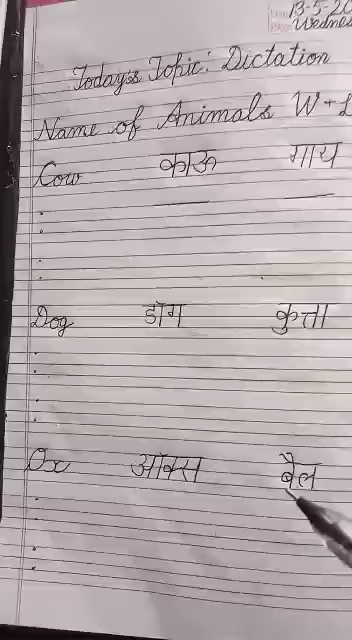 13-5-20
Wednes
Today's Topic: Dictation
Name of Animals W+L
Cow काऊ गाय
Dog डॉग कुत्ता
Ox ऑक्स बैल